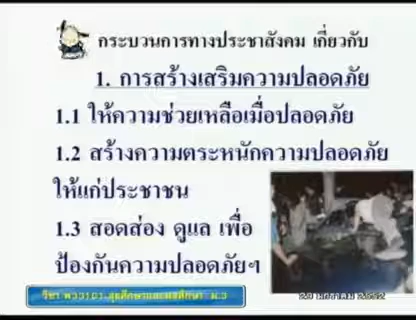 กระบวนการทางประชาสังคม เกี่ยวกับ
1. การสร้างเสริมความปลอดภัย
1.1 ให้ความช่วยเหลือเมื่อปลอดภัย
1.2 สร้างความตระหนักความปลอดภัย
ให้แก่ประชาชน
1.3 สอดส่อง ดูแล เพื่อ
ป้องกันความปลอดภัยฯ